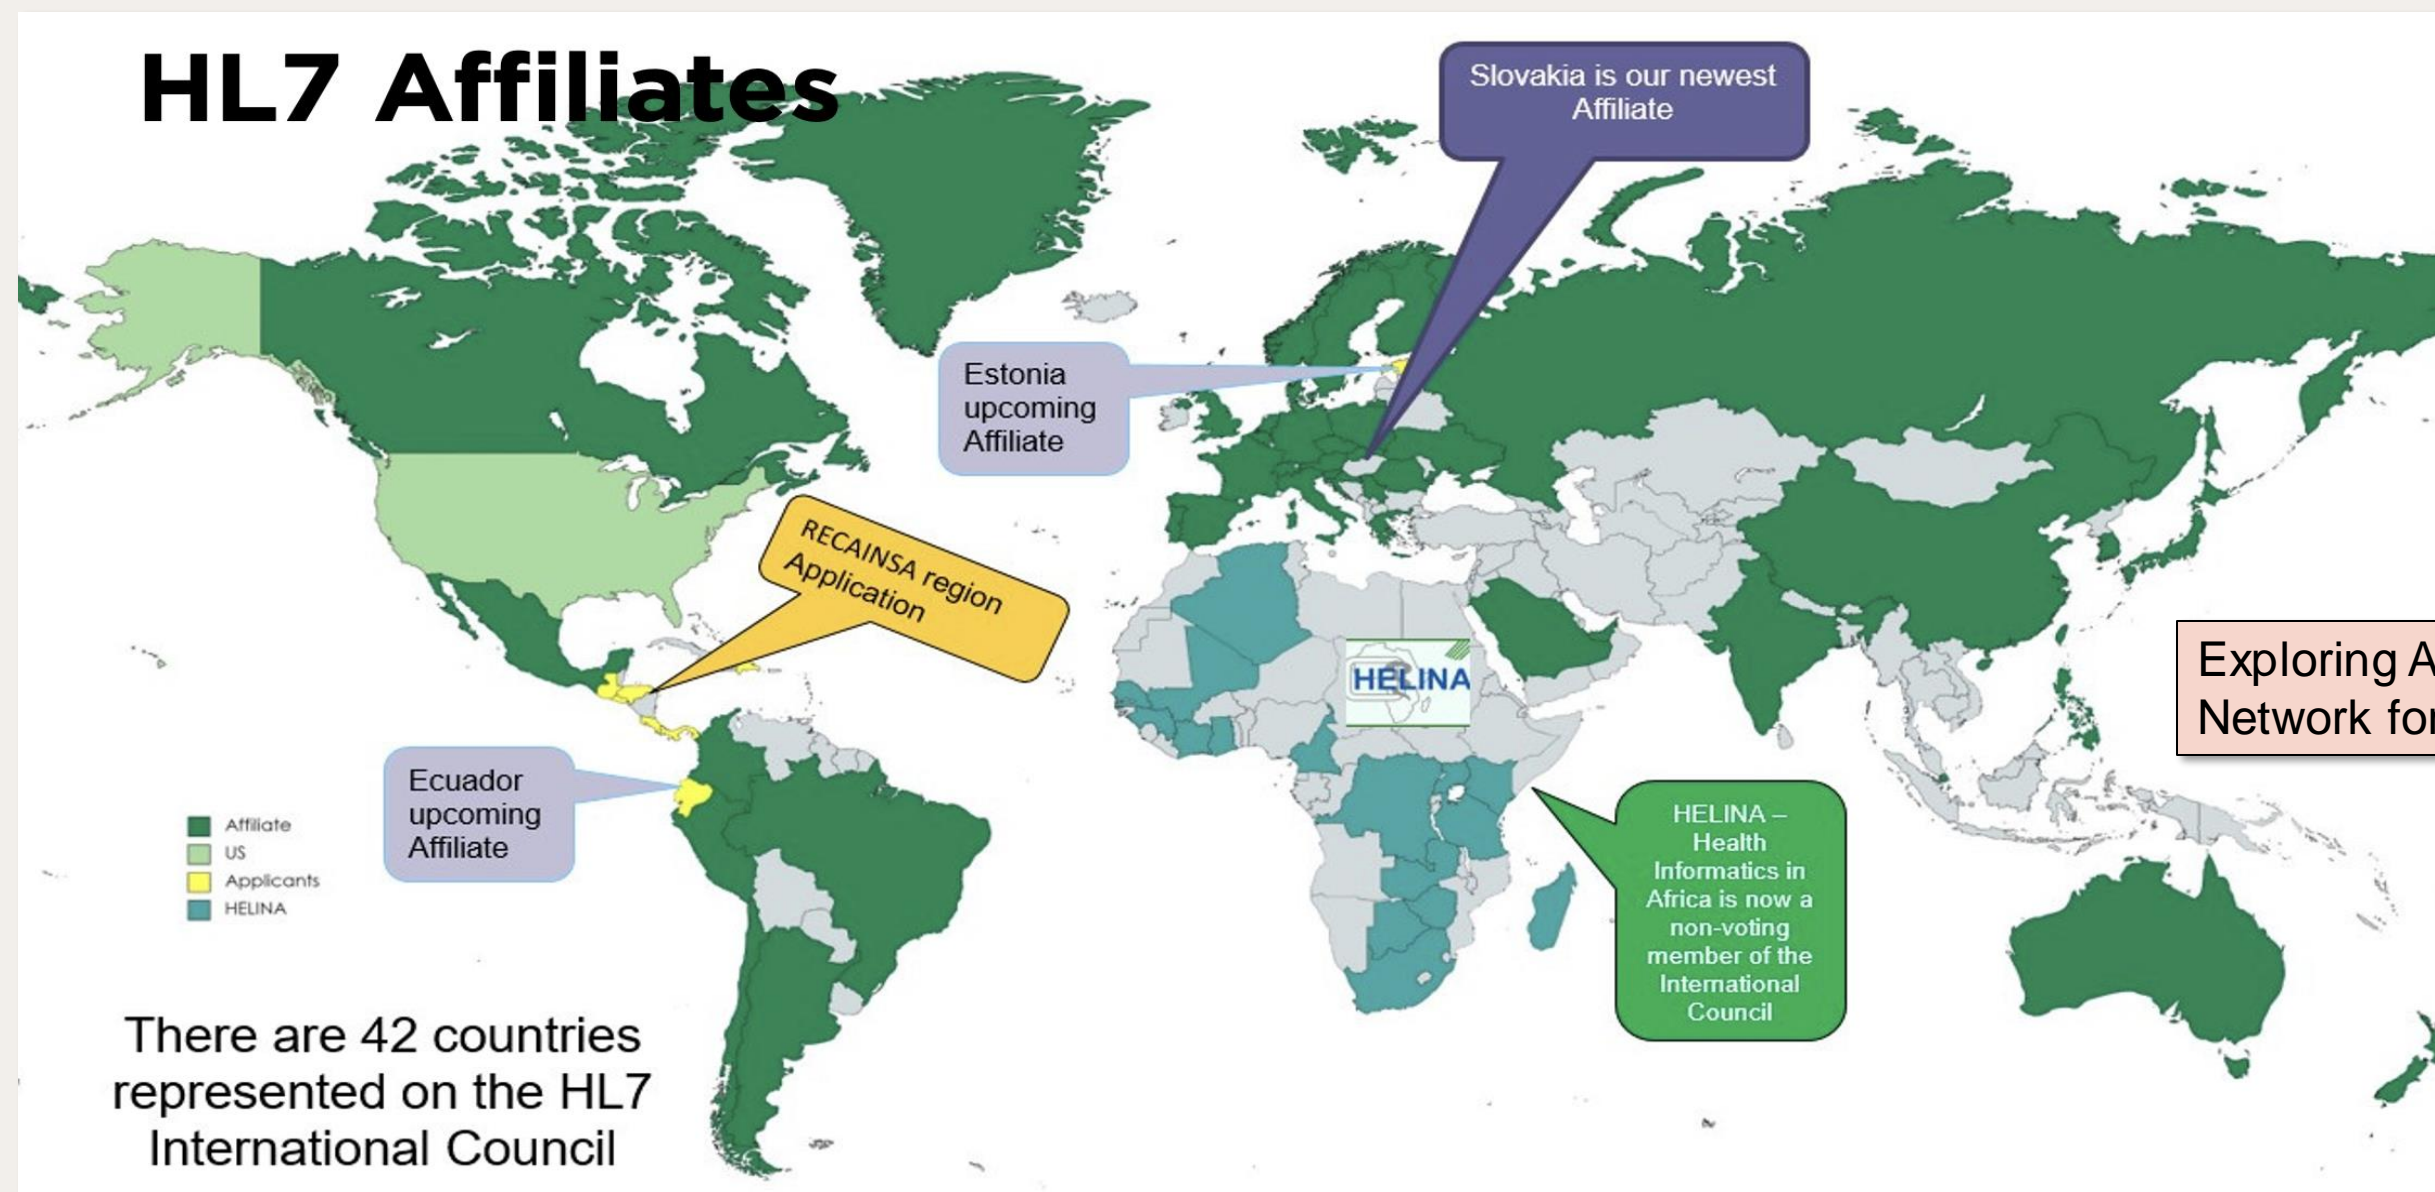 HL7 Affiliates
Slovakia is our newest
Affiliate
Estonia
upcoming
Affiliate
RECAINSA region
Application
HELINA
Exploring A
Network for
Ecuador
upcoming
Affiliate
HELINA –
Health
Informatics in
Africa is now a
non-voting
member of the
International
Council
Affiliate
US
Applicants
HELINA
There are 42 countries
represented on the HL7
International Council